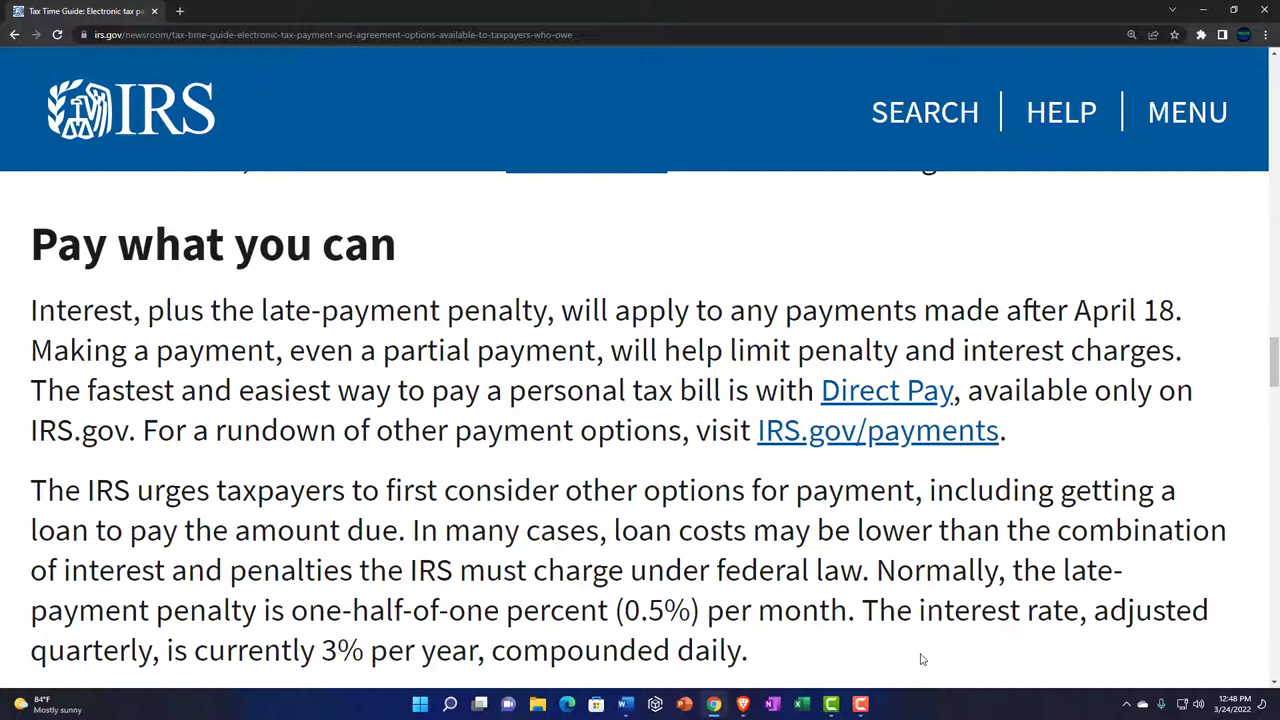 Tax Time Guide: Electronic tax p
irs.gov/newsroom/tax-time-guide-electronic-tax-payment-and-agreement-options-available-to-taxpayers-who-owe
IRS
SEARCH | HELP | MENU
Pay what you can
Interest, plus the late-payment penalty, will apply to any payments made after April 18.
Making a payment, even a partial payment, will help limit penalty and interest charges.
The fastest and easiest way to pay a personal tax bill is with Direct Pay, available only on
IRS.gov. For a rundown of other payment options, visit IRS.gov/payments.
The IRS urges taxpayers to first consider other options for payment, including getting a
loan to pay the amount due. In many cases, loan costs may be lower than the combination
of interest and penalties the IRS must charge under federal law. Normally, the late-
payment penalty is one-half-of-one percent (0.5%) per month. The interest rate, adjusted
quarterly, is currently 3% per year, compounded daily.
84°F
Mostly sunny
12:48 PM
3/24/2022